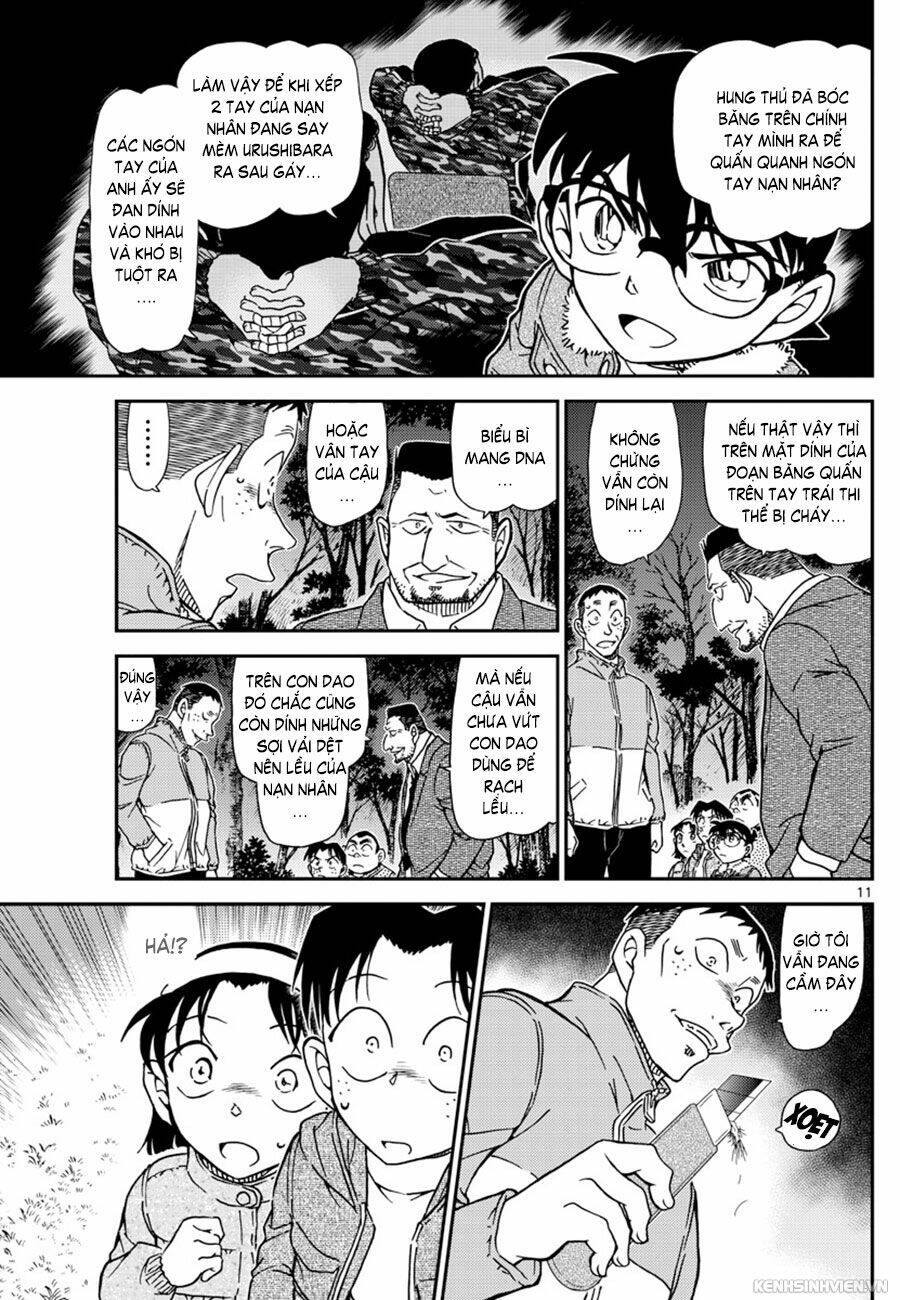 HUNG THỦ ĐÃ BÓC
BĂNG TRÊN CHÍNH
TAY MÌNH RA ĐỂ
QUẤN QUANH NGÓN
TAY NẠN NHÂN?
LÀM VẬY ĐỂ KHI XẾP
2 TAY CỦA NẠN
NHÂN ĐANG SAY
MÈM URUSHIBARA
RA SAU GÁY...
CÁC NGÓN
TAY CỦA
ANH ẤY SẼ
ĐAN DÍNH
VÀO NHAU
VÀ KHÓ BỊ
TUỘT RA
....
NẾU THẬT VẬY THÌ
TRÊN MẶT DÍNH CỦA
ĐOẠN BĂNG QUẤN
TRÊN TAY TRÁI THI
THỂ BỊ CHÁY...
KHÔNG
CHỪNG
VẪN CÒN
DÍNH LẠI
...
BIỂU BÌ
MANG DNA
...
HOẶC
VÂN TAY
CỦA CẬU
...
......
MÀ NẾU
CẬU VẪN
CHƯA VỨT
CON DAO
DÙNG ĐỂ
RẠCH
LỀU...
TRÊN CON DAO
ĐÓ CHẮC CŨNG
CÒN DÍNH NHỮNG
SỢI VẢI DỆT
NÊN LỀU CỦA
NẠN NHÂN
...
ĐÚNG
VẬY
...
11
GIỜ TÔI
VẪN ĐANG
CẦM ĐÂY
...
XOẸT
HẢ!?
KENHSINHVIEN.VN